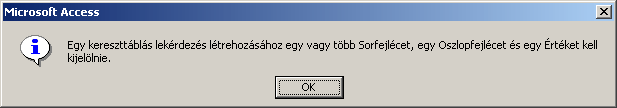 Microsoft Access
Egy kereszttáblás lekérdezés létrehozásához egy vagy több Sorfejlécet, egy Oszlopfejlécet és egy Értéket kell
kijelölnie.
OK